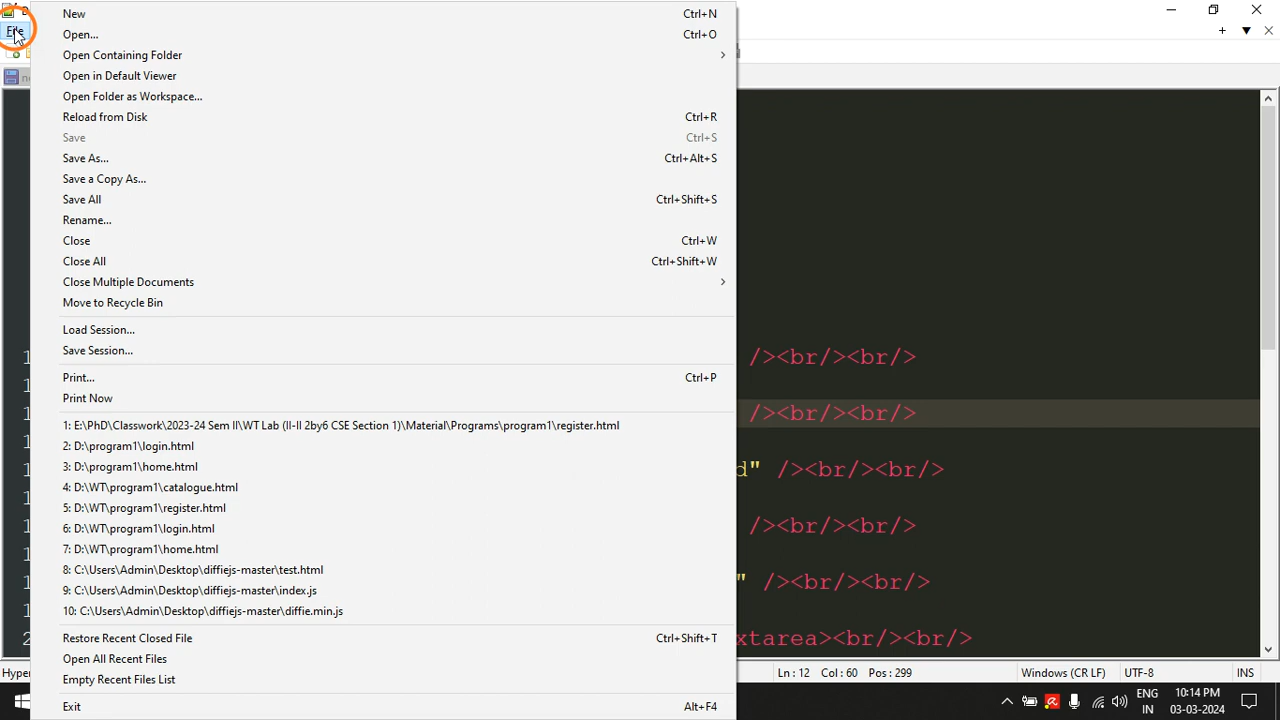 D
File
New Ctrl+N
Open... Ctrl+O
Open Containing Folder
Open in Default Viewer
Open Folder as Workspace...
Reload from Disk Ctrl+R
Save Ctrl+S
Save As... Ctrl+Alt+S
Save a Copy As...
Save All Ctrl+Shift+S
Rename...
Close Ctrl+W
Close All Ctrl+Shift+W
Close Multiple Documents
Move to Recycle Bin
Load Session...
Save Session...
/><br/><br/>
Print... Ctrl+P
Print Now
/><br/><br/>
1: E:\PhD\Classwork\2023-24 Sem II\WT Lab (II-II 2by6 CSE Section 1)\Material\Programs\program1\register.html
2: D:\program1\login.html
3: D:\program1\home.html
d" /><br/><br/>
4: D:\WT\program1\catalogue.html
5: D:\WT\program1\register.html
6: D:\WT\program1\login.html
/><br/><br/>
7: D:\WT\program1\home.html
8: C:\Users\Admin\Desktop\diffiejs-master\test.html
" /><br/><br/>
9: C:\Users\Admin\Desktop\diffiejs-master\index.js
10: C:\Users\Admin\Desktop\diffiejs-master\diffie.min.js
Restore Recent Closed File Ctrl+Shift+T
xtarea><br/><br/>
Open All Recent Files
Empty Recent Files List
Hyper Ln : 12 Col : 60 Pos : 299 Windows (CR LF) UTF-8 INS
Exit Alt+F4
ENG
IN
10:14 PM
03-03-2024